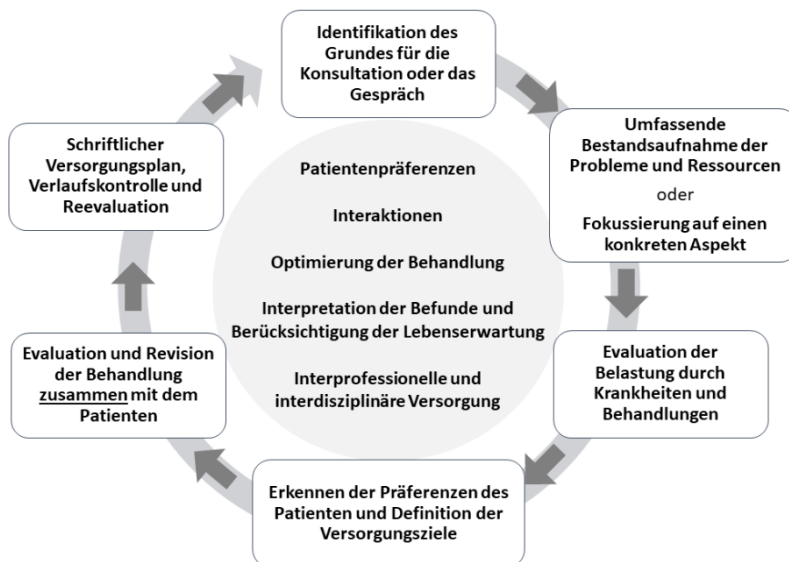 Identifikation des
Grundes für die
Konsultation oder das
Gespräch
Umfassende
Bestandsaufnahme der
Probleme und Ressourcen
oder
Fokussierung auf einen
konkreten Aspekt
Evaluation der
Belastung durch
Krankheiten und
Behandlungen
Erkennen der Präferenzen des
Patienten und Definition der
Versorgungsziele
Evaluation und Revision
der Behandlung
zusammen mit dem
Patienten
Schriftlicher
Versorgungsplan,
Verlaufskontrolle und
Reevaluation
Patientenpräferenzen
Interaktionen
Optimierung der Behandlung
Interpretation der Befunde und
Berücksichtigung der Lebenserwartung
Interprofessionelle und
interdisziplinäre Versorgung